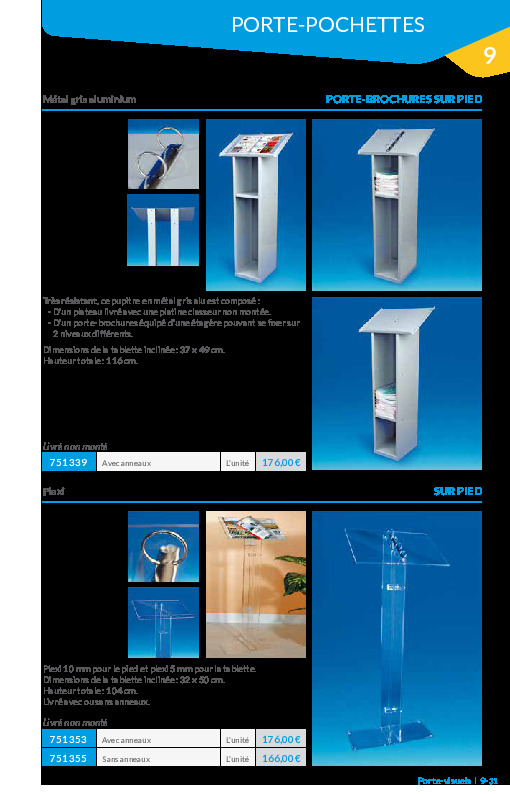 PORTE-POCHETTES
9
Métal gris aluminium
PORTE-BROCHURES SUR PIED
Très résistant, ce pupitre en métal gris alu est composé :
- D'un plateau livré avec une platine classeur non montée.
- D'un porte-brochures équipé d'une étagère pouvant se fixer sur
2 niveaux différents.
Dimensions de la tablette inclinée : 37 x 49 cm.
Hauteur totale : 116 cm.
Livré non monté
751339 Avec anneaux L'unité 176,00 €
Plexi
SUR PIED
Plexi 10 mm pour le pied et plexi 5 mm pour la tablette.
Dimensions de la tablette inclinée : 32 x 50 cm.
Hauteur totale : 104 cm.
Livré avec ou sans anneaux.
Livré non monté
751353 Avec anneaux L'unité 176,00 €
751355 Sans anneaux L'unité 166,00 €
Porte-visuels | 9-31